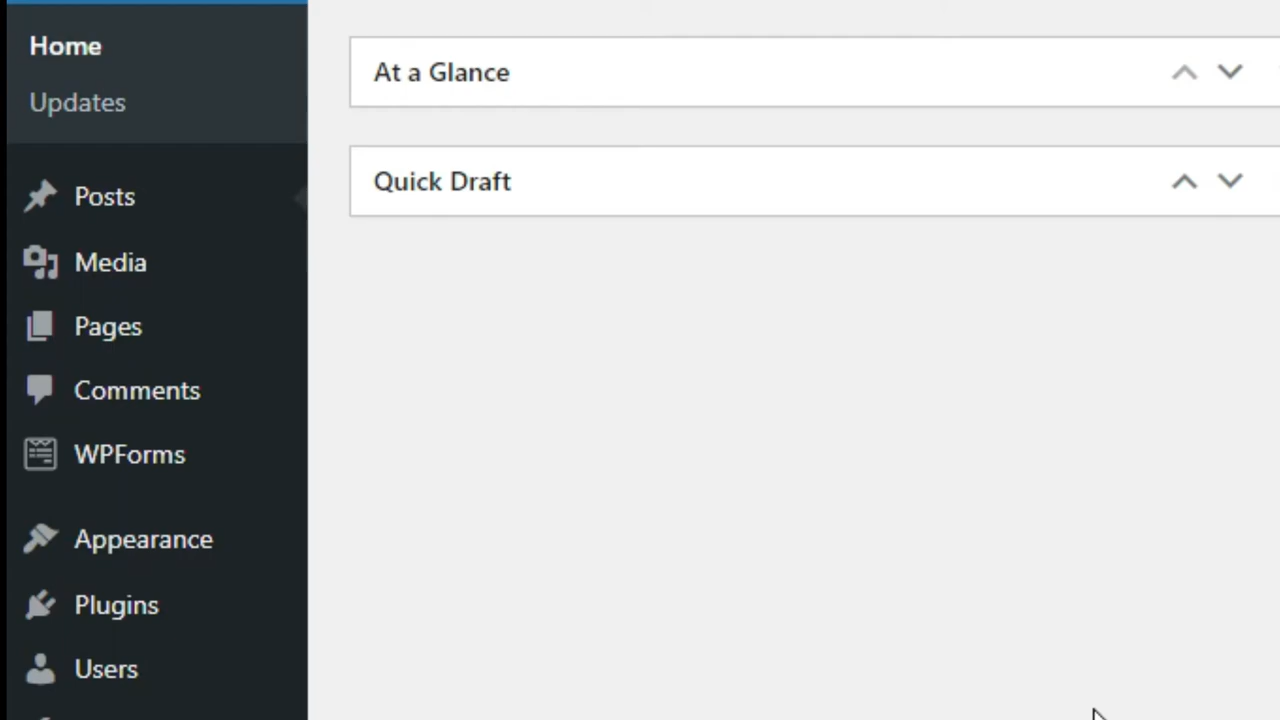 Home
Updates
Posts
Media
Pages
Comments
WPForms
Appearance
Plugins
Users
At a Glance
Quick Draft